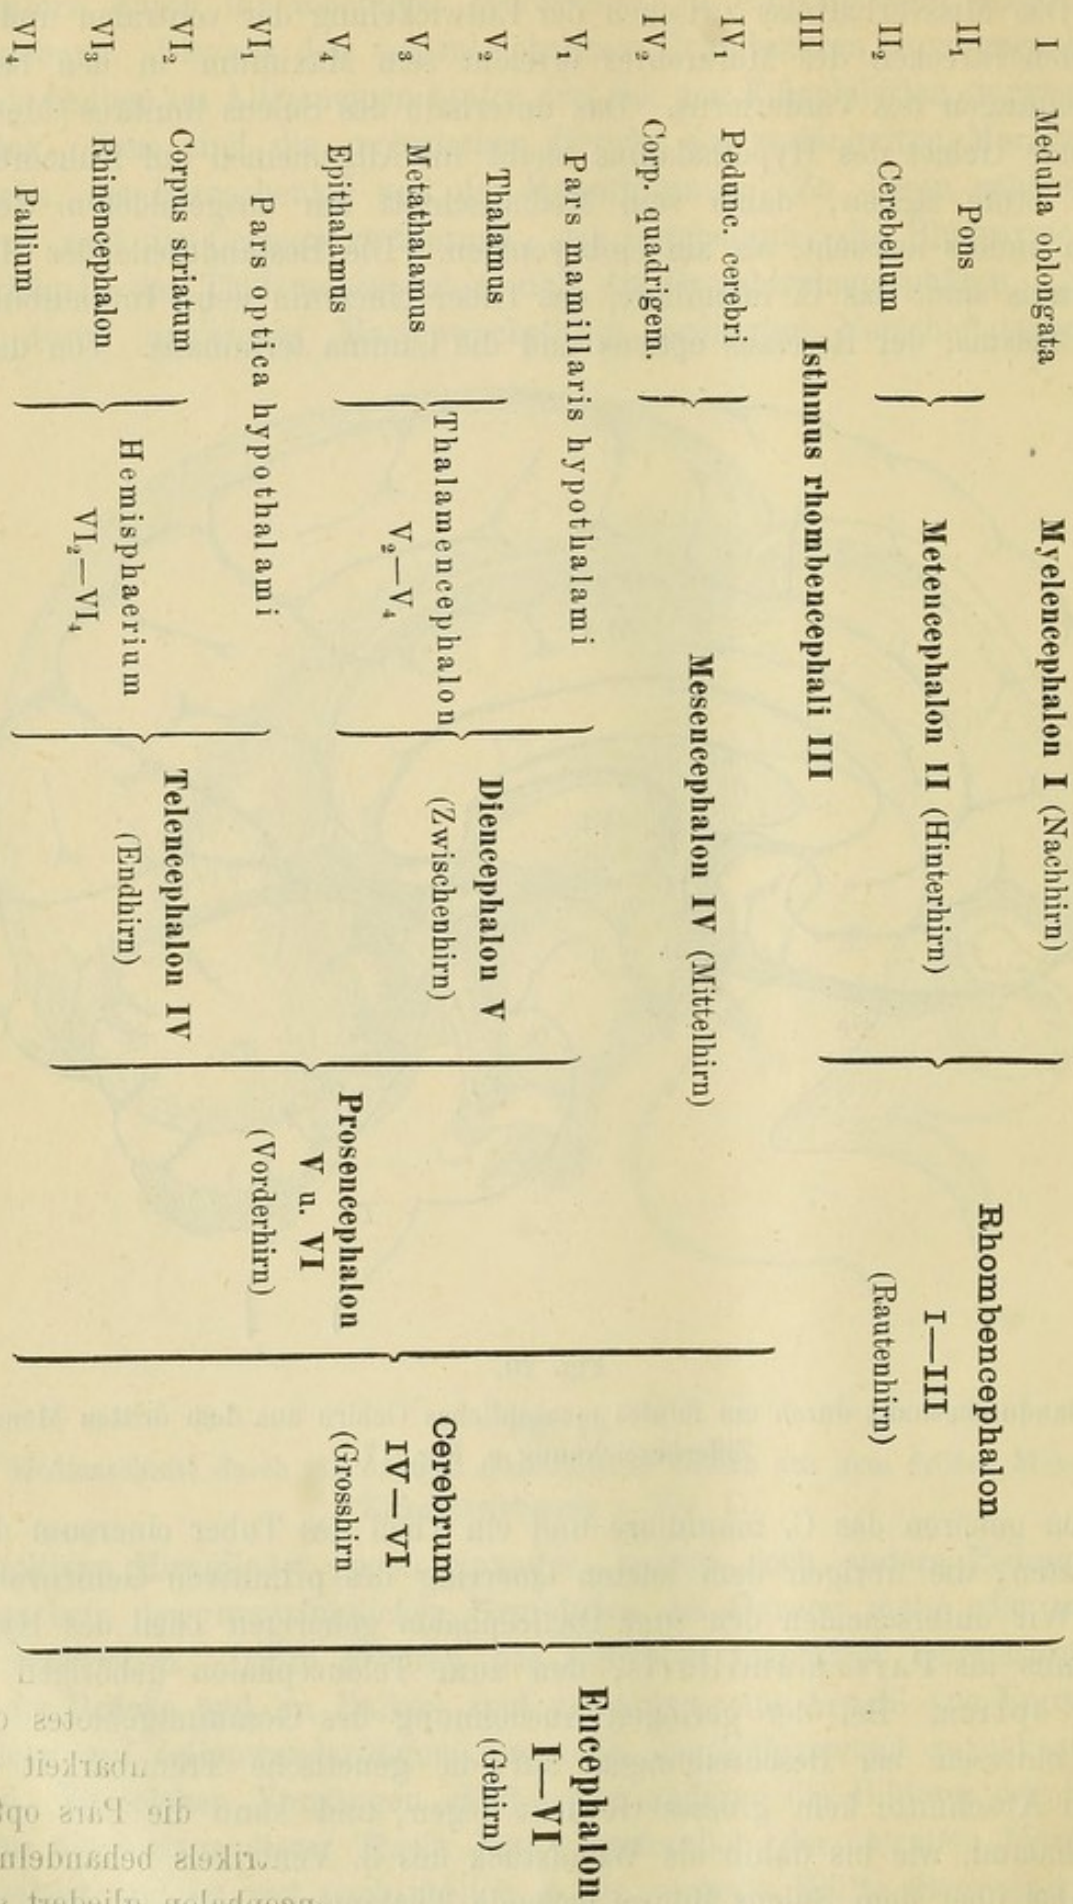 I Medulla oblongata
II₁ Pons
II₂ Cerebellum
III
IV₁ Pedunc. cerebri
IV₂ Corp. quadrigem.
V₁ Pars mamillaris hypothalami
V₂ Thalamus
V₃ Metathalamus
V₄ Epithalamus
VI₁ Pars optica hypothalami
VI₂ Corpus striatum
VI₃ Rhinencephalon
VI₄ Pallium
Thalamencephalon
V₂—V₄
Hemisphaerium
VI₂—VI₄
Myelencephalon I (Nachhirn)
Metencephalon II (Hinterhirn)
Isthmus rhombencephali III
Mesencephalon IV (Mittelhirn)
Diencephalon V
(Zwischenhirn)
Telencephalon IV
(Endhirn)
Rhombencephalon
I—III
(Rautenhirn)
Prosencephalon
V u. VI
(Vorderhirn)
Cerebrum
IV—VI
(Grosshirn
Encephalon
I—VI
(Gehirn)